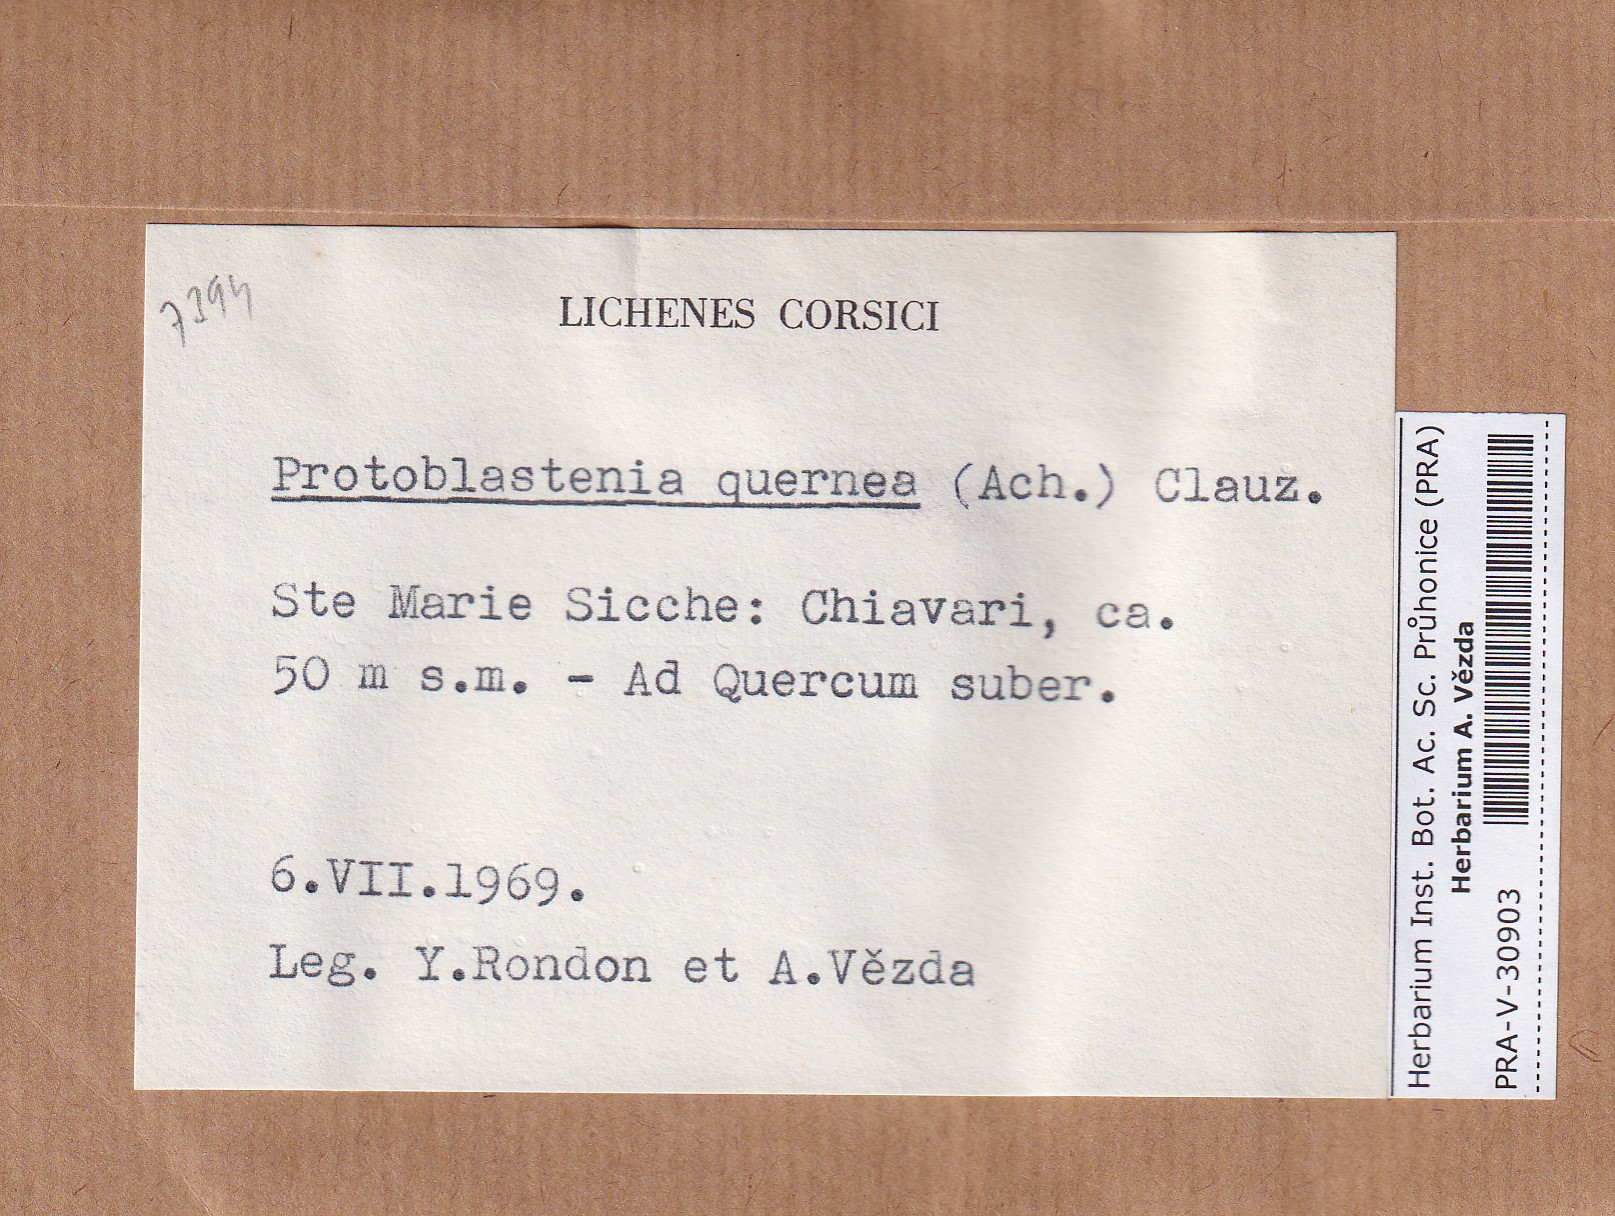 7394
LICHENES CORSICI
Protoblastenia quernea (Ach.) Clauz.
Ste Marie Sicche: Chiavari, ca.
50 m s.m. - Ad Quercum suber.
6.VII.1969.
Leg. Y.Rondon et A.Vězda
Herbarium Inst. Bot. Ac. Sc. Průhonice (PRA)
Herbarium A. Vězda
PRA-V-30903